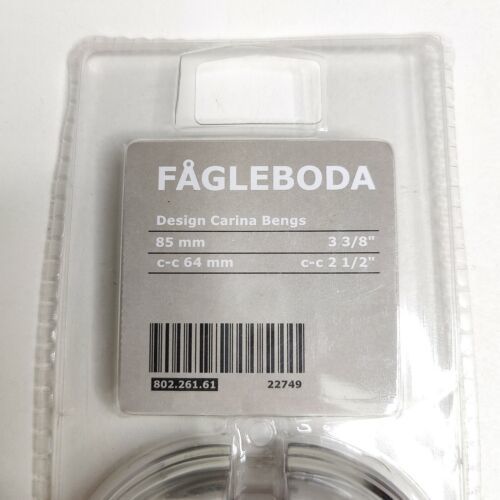 FÅGLEBODA
Design Carina Bengs
85 mm 3 3/8"
c-c 64 mm c-c 2 1/2"
802.261.61 22749